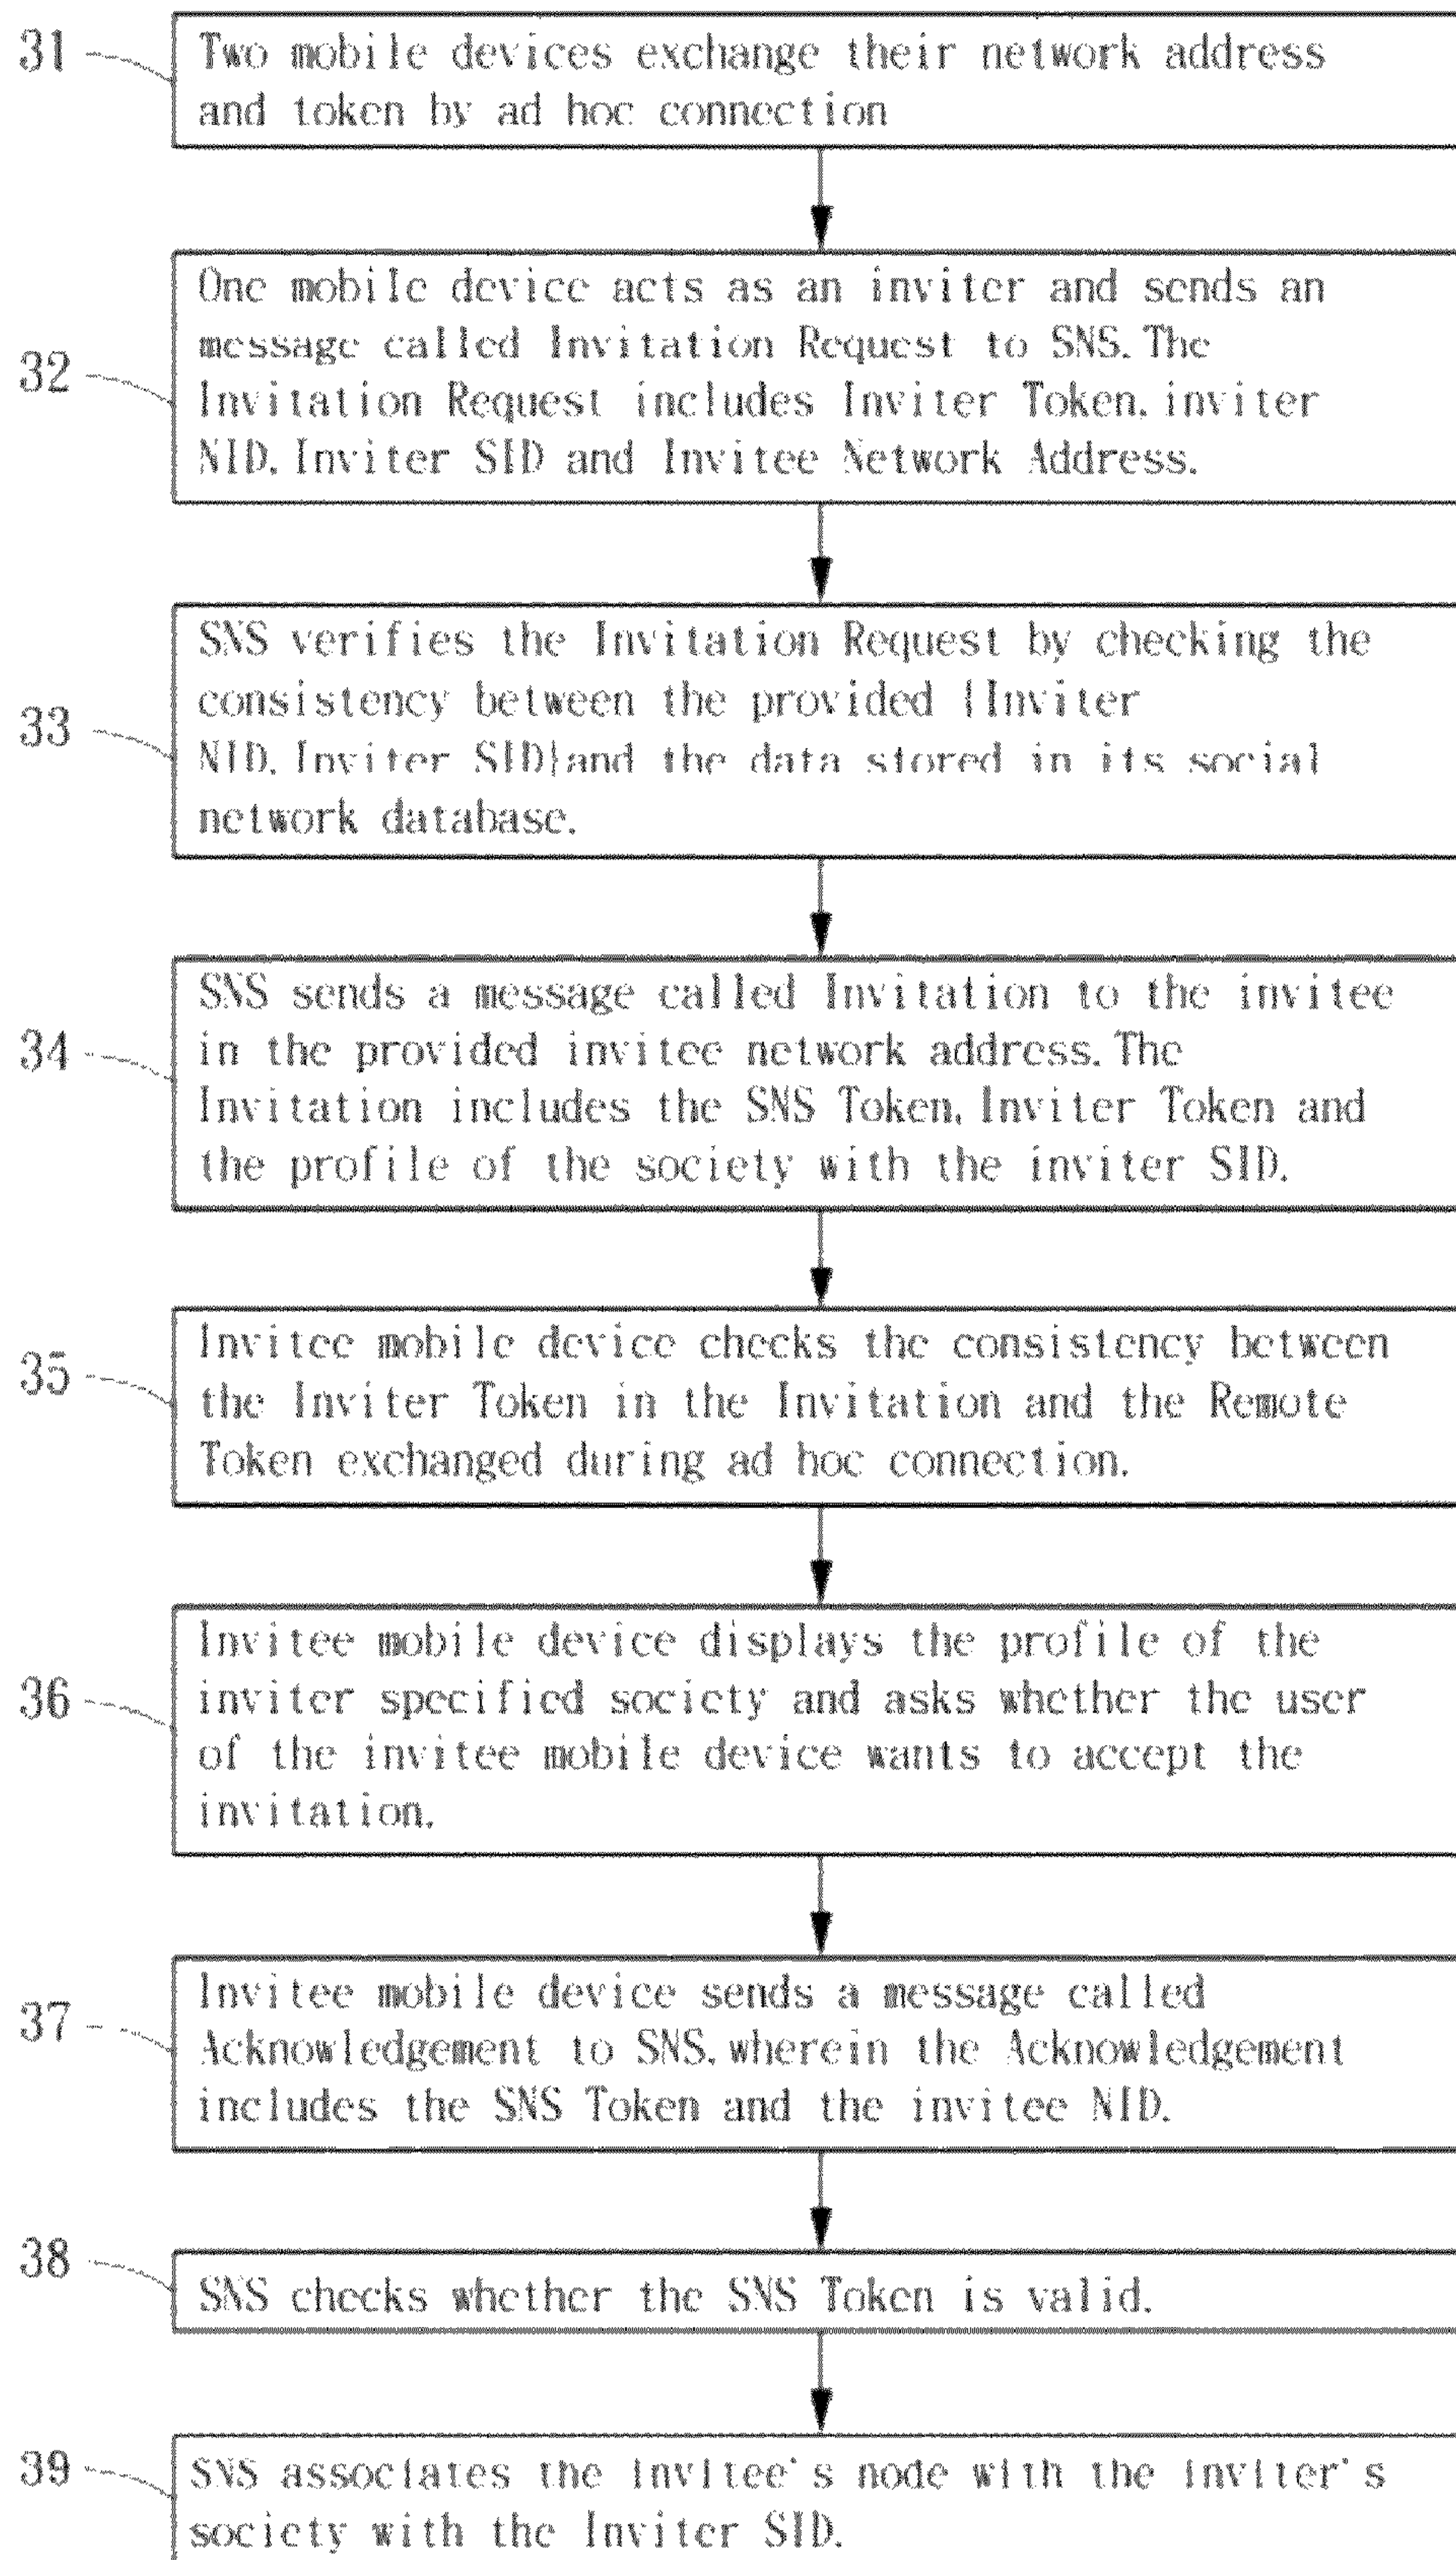 31
Two mobile devices exchange their network address
and token by ad hoc connection
32
One mobile device acts as an inviter and sends an
message called Invitation Request to SNS. The
Invitation Request includes Inviter Token, inviter
NID, Inviter SID and Invitee Network Address.
33
SNS verifies the Invitation Request by checking the
consistency between the provided {Inviter
NID, Inviter SID}and the data stored in its social
network database.
34
SNS sends a message called Invitation to the invitee
in the provided invitee network address. The
Invitation includes the SNS Token, Inviter Token and
the profile of the society with the inviter SID.
35
Invitee mobile device checks the consistency between
the Inviter Token in the Invitation and the Remote
Token exchanged during ad hoc connection.
36
Invitee mobile device displays the profile of the
inviter specified society and asks whether the user
of the invitee mobile device wants to accept the
invitation.
37
Invitee mobile device sends a message called
Acknowledgement to SNS, wherein the Acknowledgement
includes the SNS Token and the invitee NID.
38
SNS checks whether the SNS Token is valid.
39
SNS associates the invitee's node with the inviter's
society with the Inviter SID.